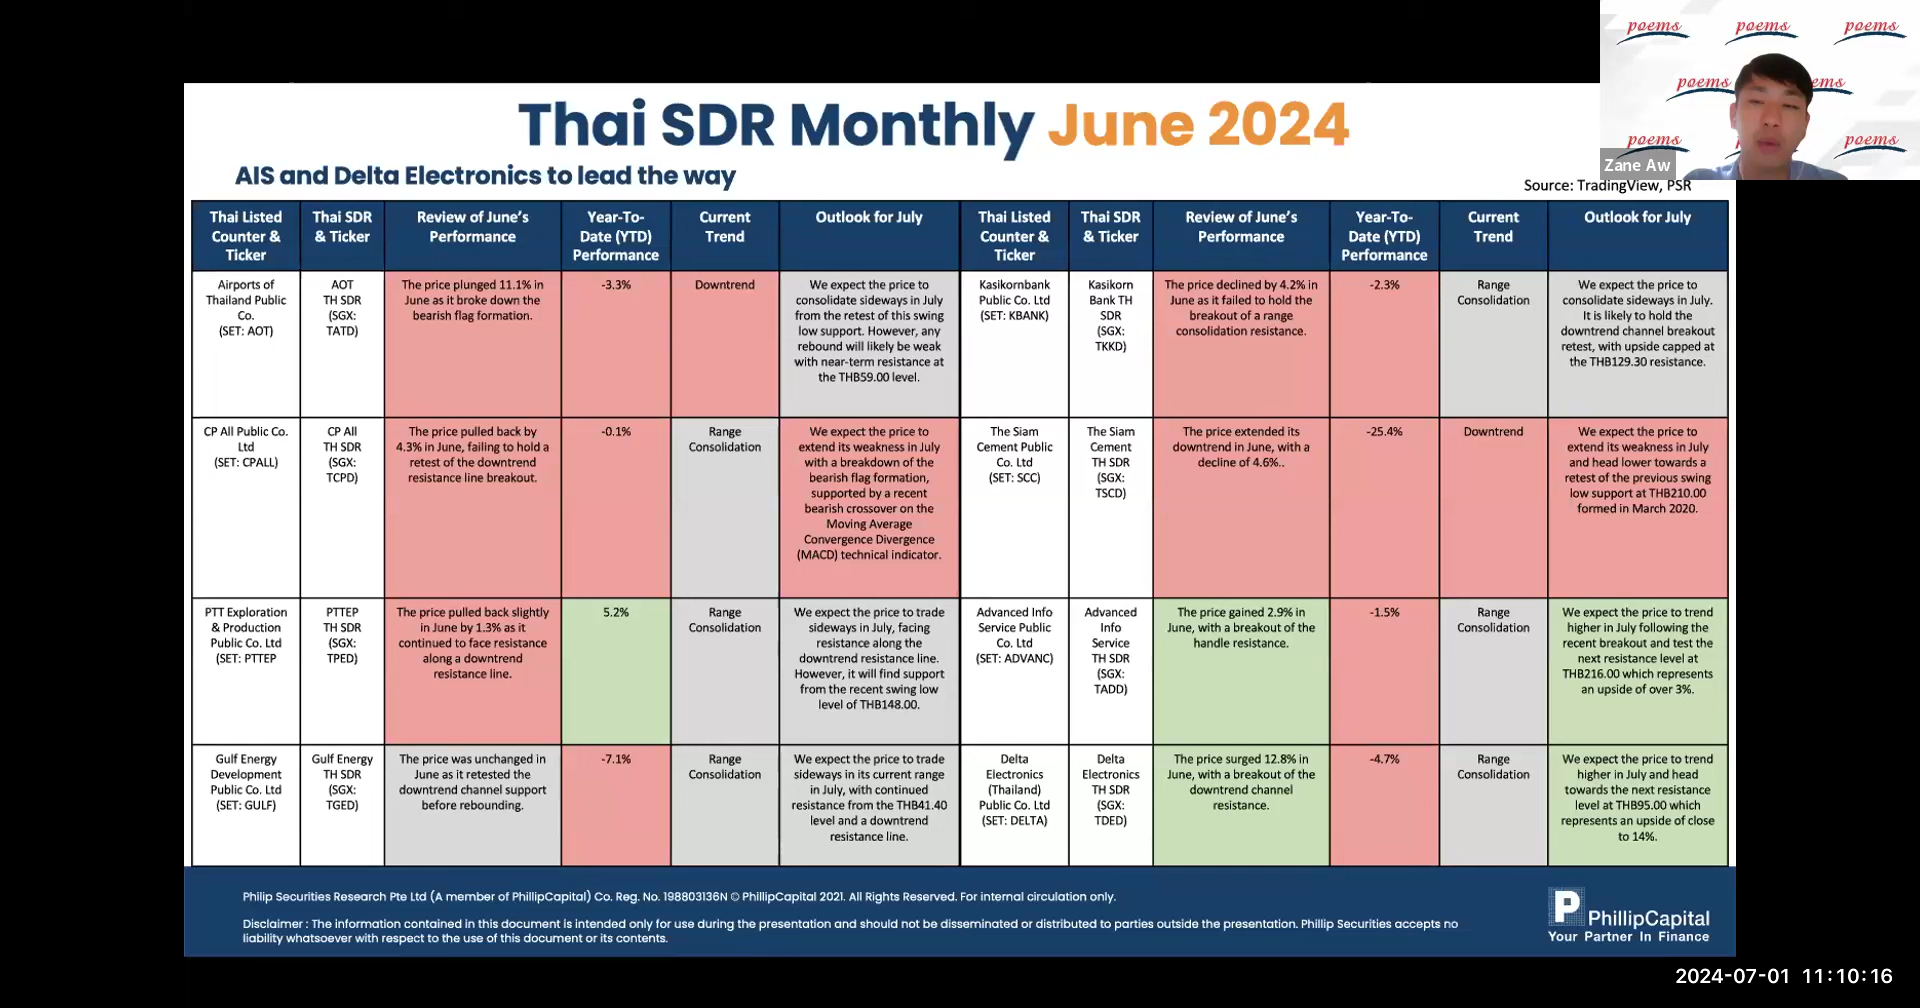 poems poems poems
poems ems
poems poems
Zane Aw
Thai SDR Monthly June 2024
AIS and Delta Electronics to lead the way
Source: TradingView, PSR
Thai Listed
Counter &
Ticker
Thai SDR
& Ticker
Review of June's
Performance
Year-To-
Date (YTD)
Performance
Current
Trend
Outlook for July
Thai Listed
Counter &
Ticker
Thai SDR
& Ticker
Review of June's
Performance
Year-To-
Date (YTD)
Performance
Current
Trend
Outlook for July
Airports of
Thailand Public
Co.
(SET: AOT)
AOT
TH SDR
(SGX:
TATD)
The price plunged 11.1% in
June as it broke down the
bearish flag formation.
-3.3%
Downtrend
We expect the price to
consolidate sideways in July
from the retest of this swing
low support. However, any
rebound will likely be weak
with near-term resistance at
the THB59.00 level.
Kasikornbank
Public Co. Ltd
(SET: KBANK)
Kasikorn
Bank TH
SDR
(SGX:
TKKD)
The price declined by 4.2% in
June as it failed to hold the
breakout of a range
consolidation resistance.
-2.3%
Range
Consolidation
We expect the price to
consolidate sideways in July.
It is likely to hold the
downtrend channel breakout
retest, with upside capped at
the THB129.30 resistance.
CP All Public Co.
Ltd
(SET: CPALL)
CP All
TH SDR
(SGX:
TCPD)
The price pulled back by
4.3% in June, failing to hold a
retest of the downtrend
resistance line breakout.
-0.1%
Range
Consolidation
We expect the price to
extend its weakness in July
with a breakdown of the
bearish flag formation,
supported by a recent
bearish crossover on the
Moving Average
Convergence Divergence
(MACD) technical indicator.
The Siam
Cement Public
Co. Ltd
(SET: SCC)
The Siam
Cement
TH SDR
(SGX:
TSCD)
The price extended its
downtrend in June, with a
decline of 4.6%..
-25.4%
Downtrend
We expect the price to
extend its weakness in July
and head lower towards a
retest of the previous swing
low support at THB210.00
formed in March 2020.
PTT Exploration
& Production
Public Co. Ltd
(SET: PTTEP
PTTEP
TH SDR
(SGX:
TPED)
The price pulled back slightly
in June by 1.3% as it
continued to face resistance
along a downtrend
resistance line.
5.2%
Range
Consolidation
We expect the price to trade
sideways in July, facing
resistance along the
downtrend resistance line.
However, it will find support
from the recent swing low
level of THB148.00.
Advanced Info
Service Public
Co. Ltd
(SET: ADVANC)
Advanced
Info
Service
TH SDR
(SGX:
TADD)
The price gained 2.9% in
June, with a breakout of the
handle resistance.
-1.5%
Range
Consolidation
We expect the price to trend
higher in July following the
recent breakout and test the
next resistance level at
THB216.00 which represents
an upside of over 3%.
Gulf Energy
Development
Public Co. Ltd
(SET: GULF)
Gulf Energy
TH SDR
(SGX:
TGED)
The price was unchanged in
June as it retested the
downtrend channel support
before rebounding.
-7.1%
Range
Consolidation
We expect the price to trade
sideways in its current range
in July, with continued
resistance from the THB41.40
level and a downtrend
resistance line.
Delta
Electronics
(Thailand)
Public Co. Ltd
(SET: DELTA)
Delta
Electronics
TH SDR
(SGX:
TDED)
The price surged 12.8% in
June, with a breakout of the
downtrend channel
resistance.
-4.7%
Range
Consolidation
We expect the price to trend
higher in July and head
towards the next resistance
level at THB95.00 which
represents an upside of close
to 14%.
Philip Securities Research Pte Ltd (A member of PhillipCapital) Co. Reg. No. 198803136N © PhillipCapital 2021. All Rights Reserved. For internal circulation only.
Disclaimer : The information contained in this document is intended only for use during the presentation and should not be disseminated or distributed to parties outside the presentation. Phillip Securities accepts no
liability whatsoever with respect to the use of this document or its contents.
P PhillipCapital
Your Partner In Finance
2024-07-01 11:10:16